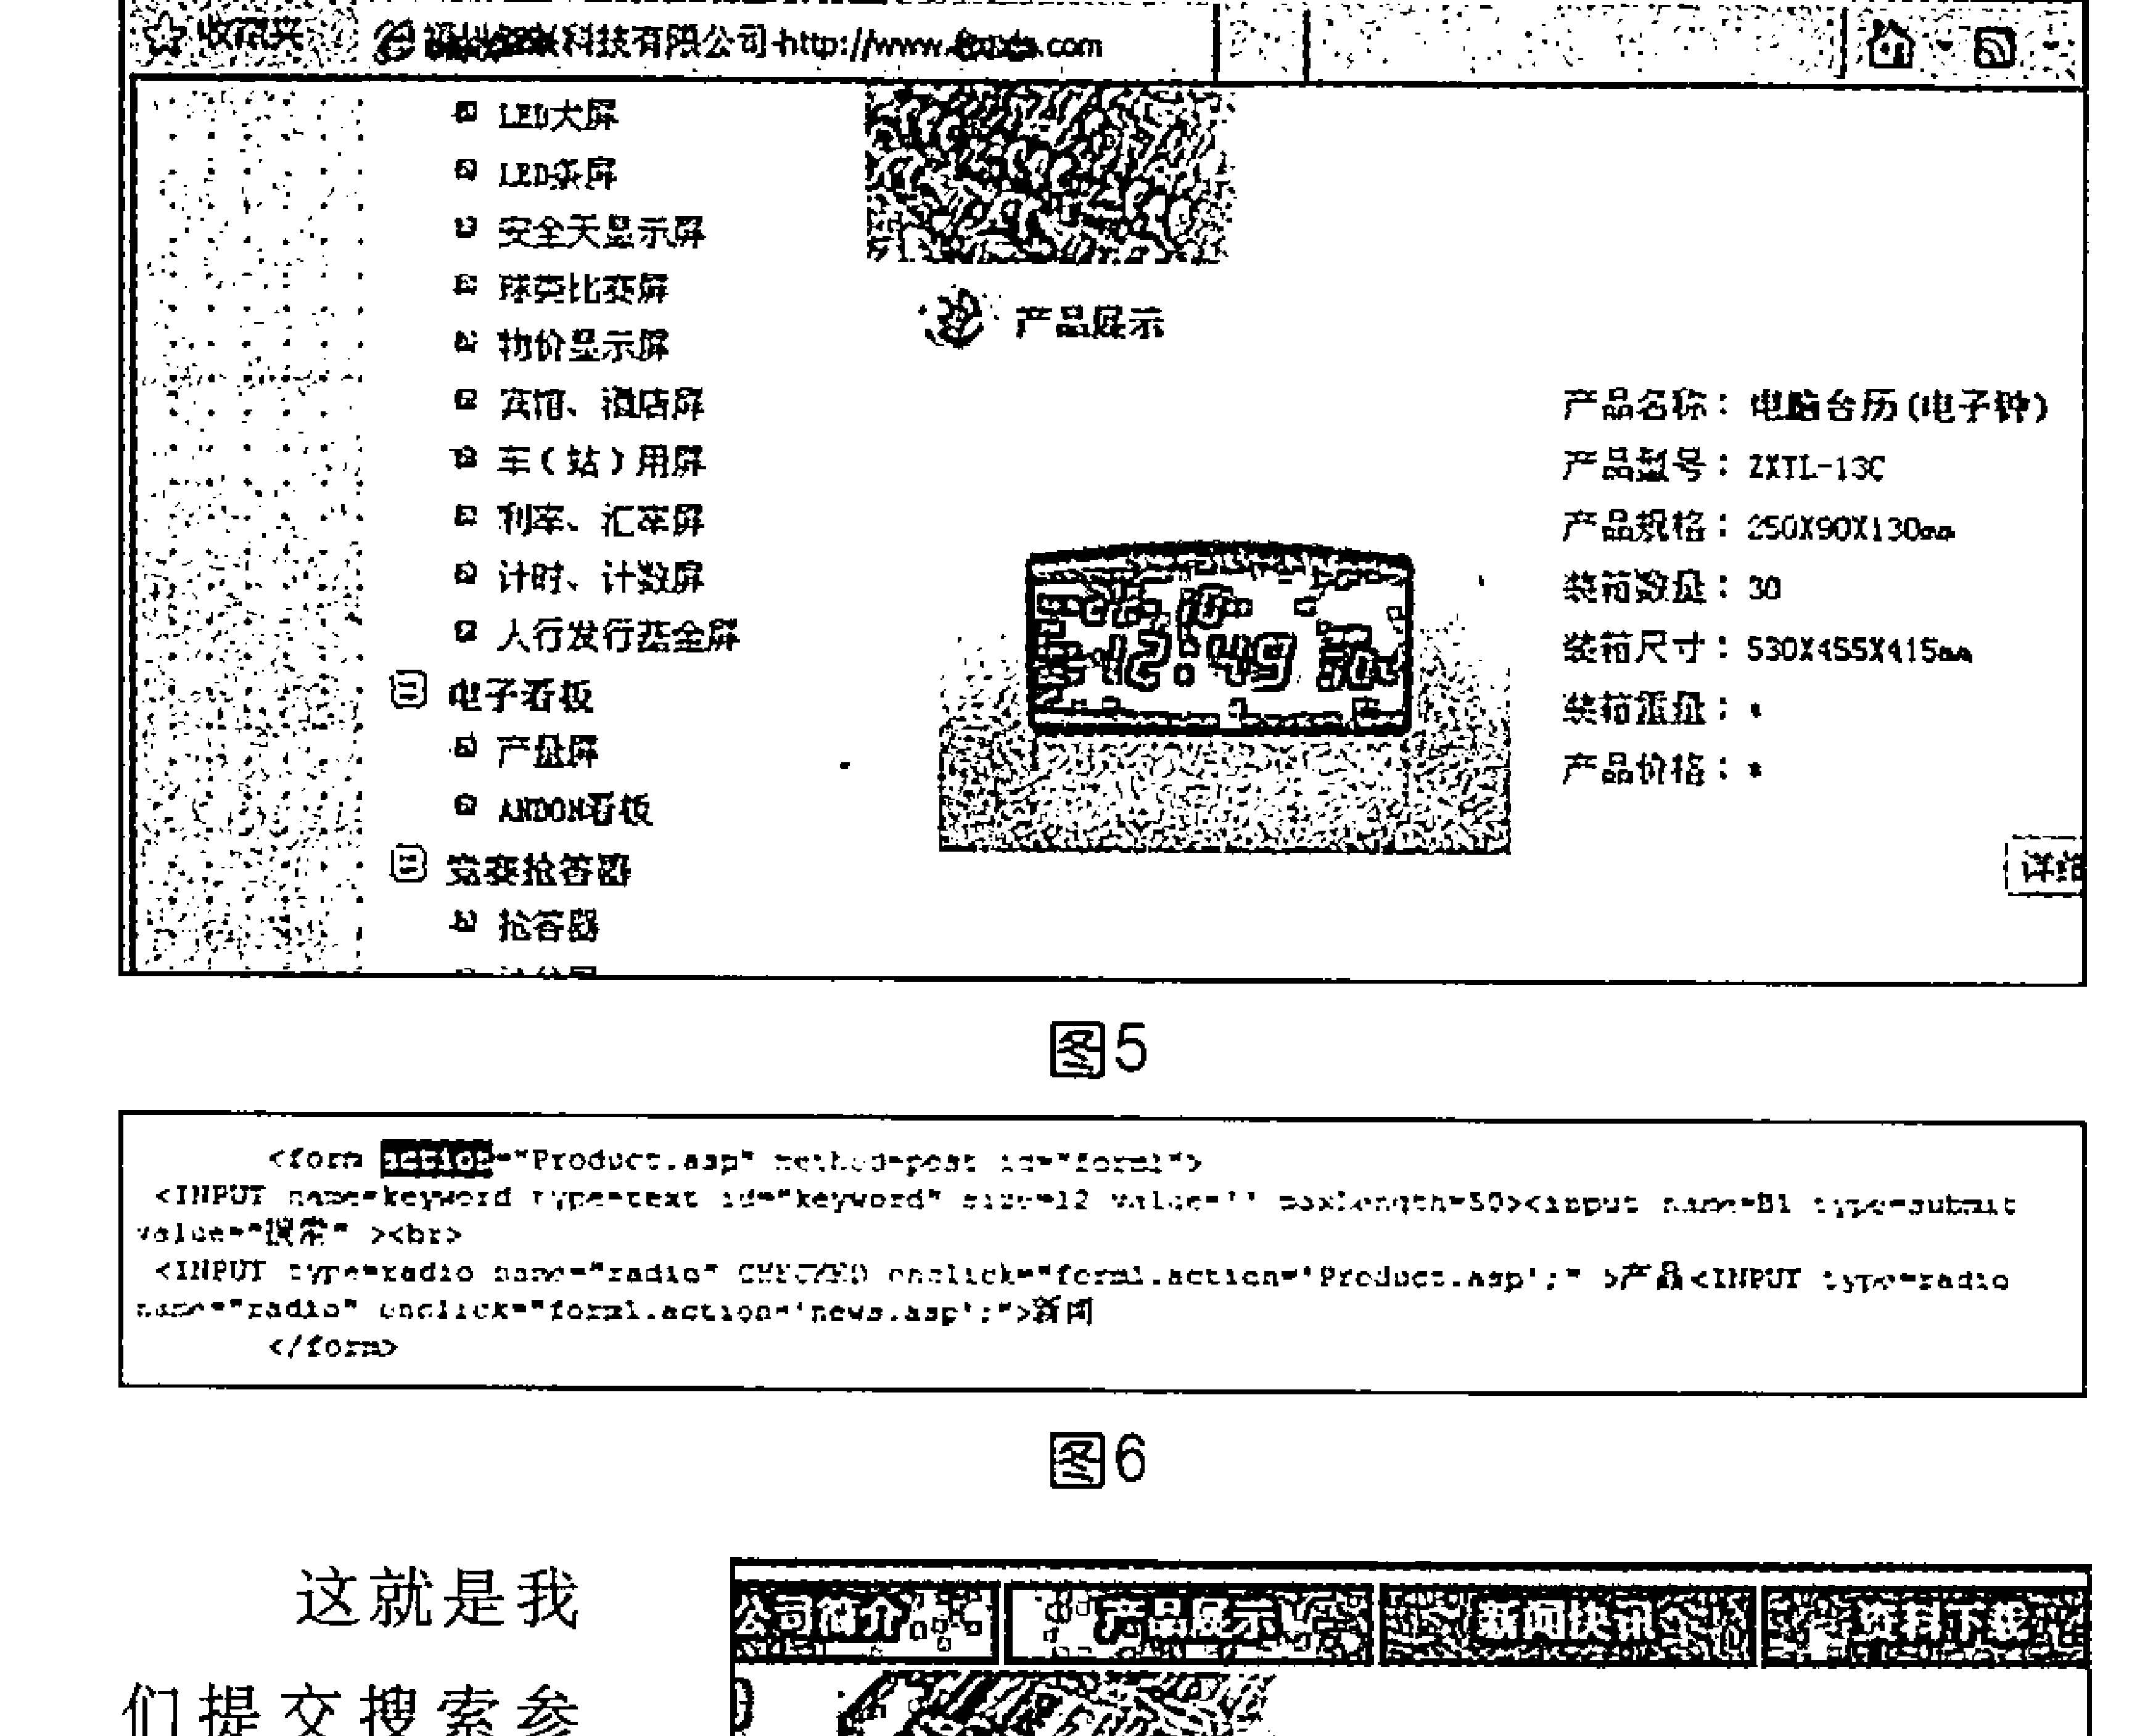 科技有限公司-http://www.
.com
LED大屏
LED条屏
安全天显示屏
球类比赛屏
物价显示屏
宾馆、酒店屏
车(站)用屏
利率、汇率屏
计时、计数屏
人行发行基金屏
电子看板
产量屏
ANDON看板
竞赛抢答器
抢答器
产品展示
12:49
产品名称：电脑台历(电子钟)
产品型号：ZXTL-13C
产品规格：250X90X130mm
装箱数量：30
装箱尺寸：530X455X415mm
装箱重量：*
产品价格：*
详细
图5
<form action="Product.asp" method=post id="form1">
<INPUT name=keyword type=text id="keyword" size=12 value='' maxlength=50><input name=B1 type=submit
value="搜索" ><br>
<INPUT type=radio name="radio" CHECKED onclick="form1.action='Product.asp';" >产品<INPUT type=radio
name="radio" onclick="form1.action='news.asp';">新闻
</form>
图6
这就是我
们提交搜索参
公司简介
产品展示
新闻快讯
资料下载